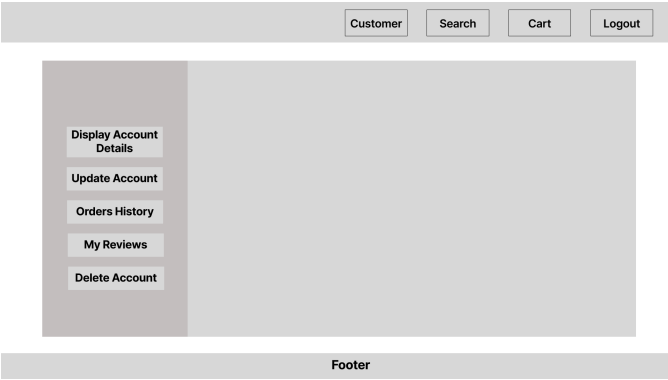 Customer
Search
Cart
Logout
Display Account
Details
Update Account
Orders History
My Reviews
Delete Account
Footer